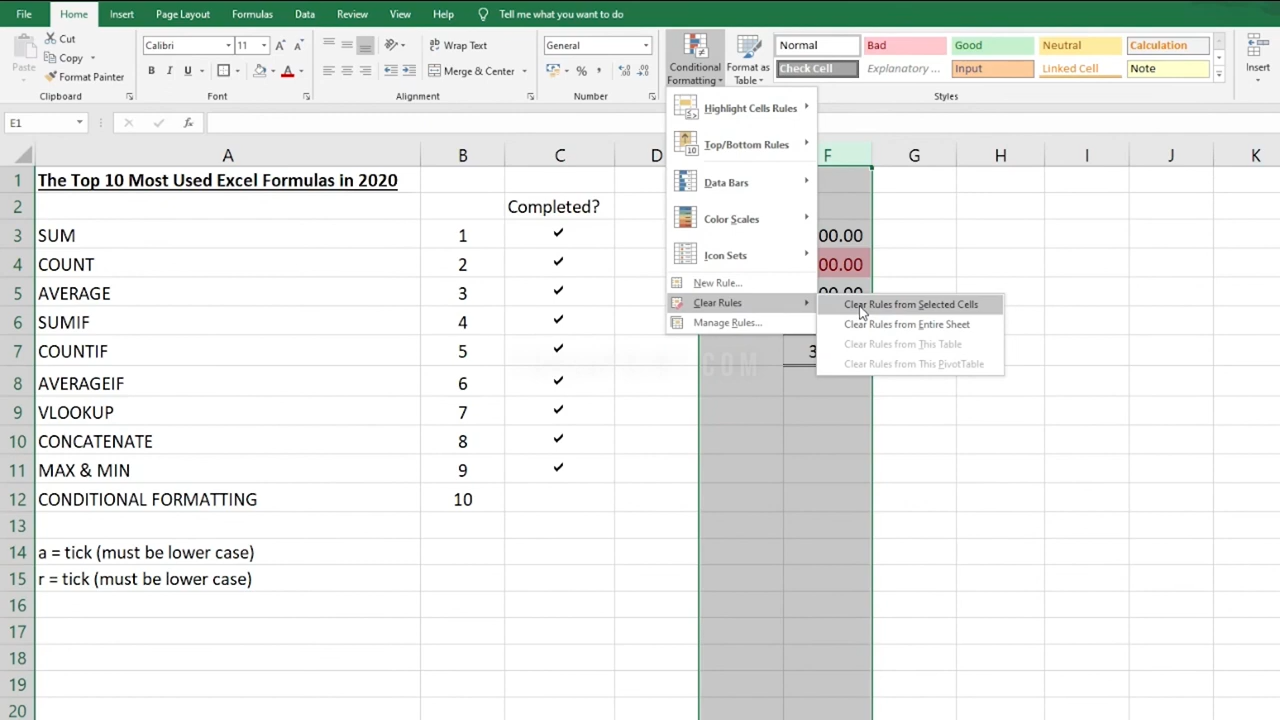 File Home Insert Page Layout Formulas Data Review View Help Tell me what you want to do
Cut
Copy
Format Painter
Paste
Clipboard
Calibri 11
B I U
Font
Wrap Text
Merge & Center
Alignment
General
%
Number
Conditional Formatting
Format as Table
Normal Bad Good Neutral Calculation
Check Cell Explanatory ... Input Linked Cell Note
Styles
Insert
E1
fx
Highlight Cells Rules
Top/Bottom Rules
Data Bars
Color Scales
Icon Sets
New Rule...
Clear Rules
Manage Rules...
Clear Rules from Selected Cells
Clear Rules from Entire Sheet
Clear Rules from This Table
Clear Rules from This PivotTable
A B C D F G H I J K
1 The Top 10 Most Used Excel Formulas in 2020
2 Completed?
3 SUM 1 ✓ 00.00
4 COUNT 2 ✓ 00.00
5 AVERAGE 3 ✓ 00.00
6 SUMIF 4 ✓
7 COUNTIF 5 ✓ 3
8 AVERAGEIF 6 ✓
9 VLOOKUP 7 ✓
10 CONCATENATE 8 ✓
11 MAX & MIN 9 ✓
12 CONDITIONAL FORMATTING 10
13
14 a = tick (must be lower case)
15 r = tick (must be lower case)
16
17
18
19
20